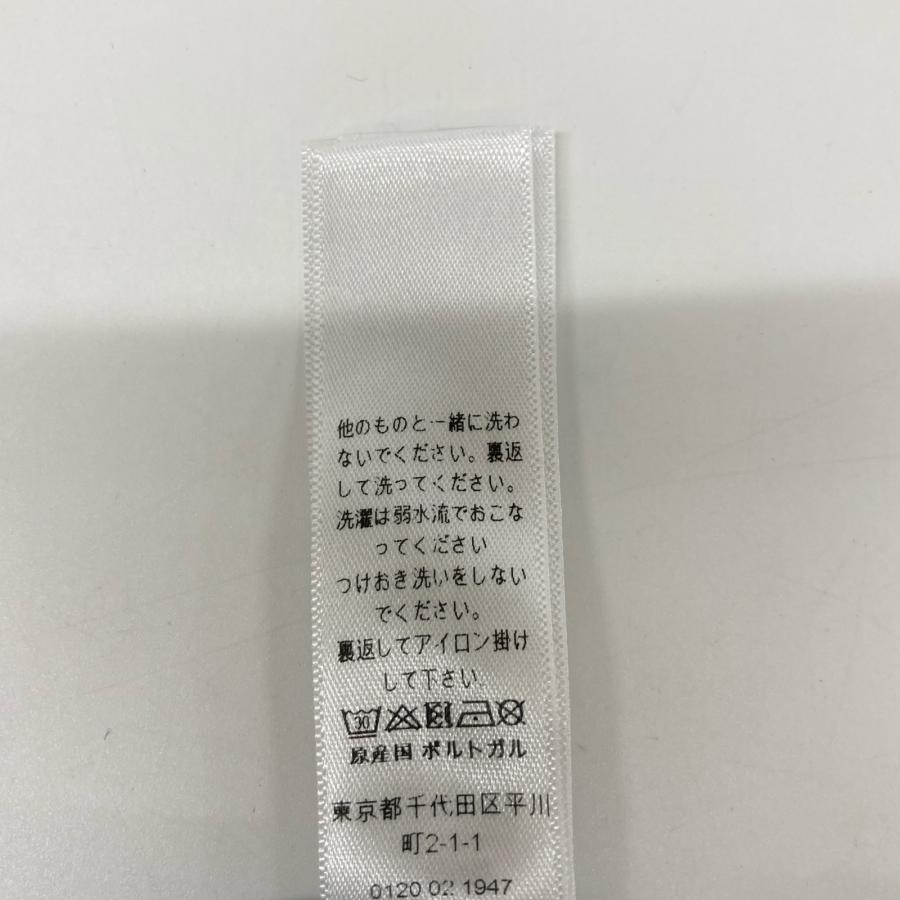 他のものと一緒に洗わ
ないでください。裏返
して洗ってください。
洗濯は弱水流でおこな
ってください
つけおき洗いをしない
でください。
裏返してアイロン掛け
して下さい.
30
原産国 ポルトガル
東京都千代田区平川
町2-1-1
0120 02 1947